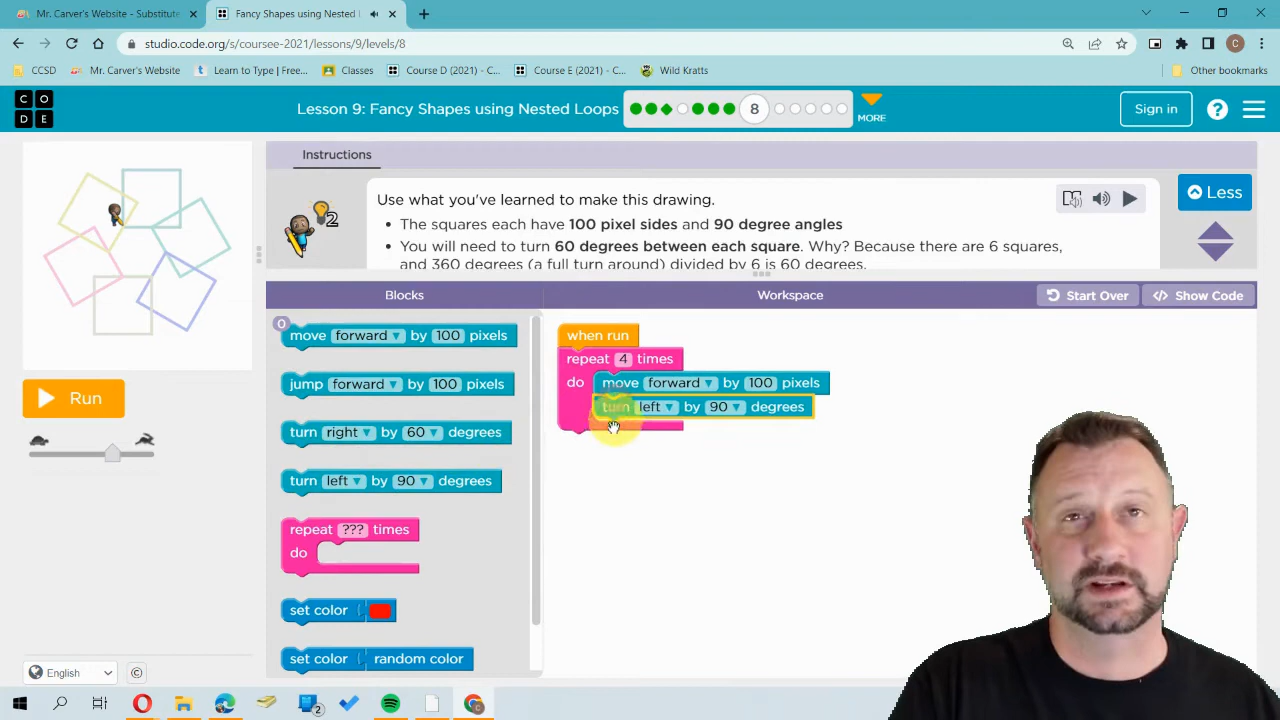 Mr. Carver's Website - Substitute
Fancy Shapes using Nested
studio.code.org/s/coursee-2021/lessons/9/levels/8
CCSD
Mr. Carver's Website
Learn to Type | Free...
Classes
Course D (2021) - C...
Course E (2021) - C...
Wild Kratts
Other bookmarks
C O
D E
Lesson 9: Fancy Shapes using Nested Loops
8
MORE
Sign in
Instructions
2
Use what you've learned to make this drawing.
• The squares each have 100 pixel sides and 90 degree angles
• You will need to turn 60 degrees between each square. Why? Because there are 6 squares,
and 360 degrees (a full turn around) divided by 6 is 60 degrees.
Less
Blocks
Workspace
Start Over
Show Code
0
move forward by 100 pixels
jump forward by 100 pixels
turn right by 60 degrees
turn left by 90 degrees
repeat ??? times
do
set color
set color random color
when run
repeat 4 times
do move forward by 100 pixels
turn left by 90 degrees
Run
English
2